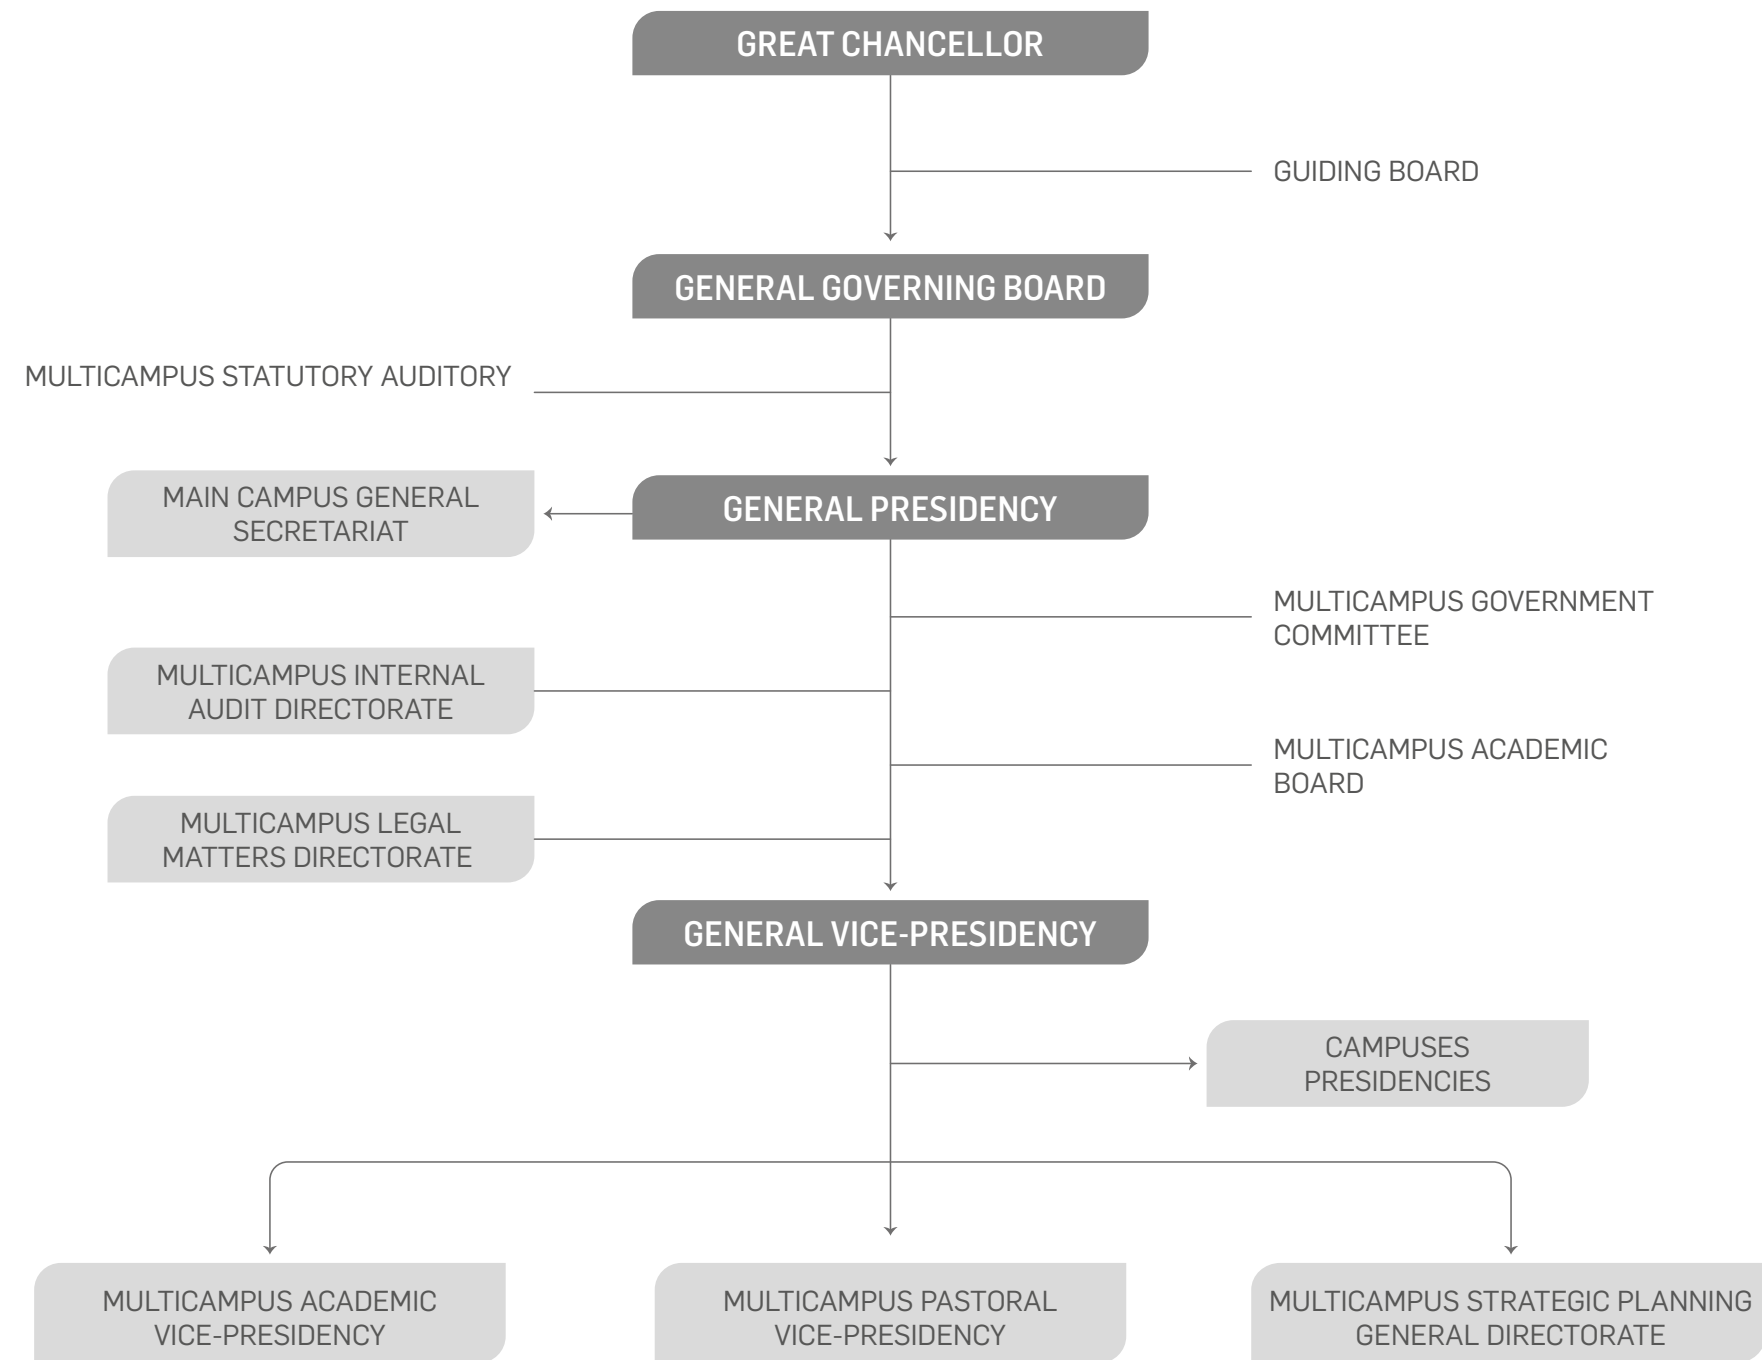 GREAT CHANCELLOR
GUIDING BOARD
GENERAL GOVERNING BOARD
MULTICAMPUS STATUTORY AUDITORY
MAIN CAMPUS GENERAL
SECRETARIAT
GENERAL PRESIDENCY
MULTICAMPUS GOVERNMENT
COMMITTEE
MULTICAMPUS INTERNAL
AUDIT DIRECTORATE
MULTICAMPUS ACADEMIC
BOARD
MULTICAMPUS LEGAL
MATTERS DIRECTORATE
GENERAL VICE-PRESIDENCY
CAMPUSES
PRESIDENCIES
MULTICAMPUS ACADEMIC
VICE-PRESIDENCY
MULTICAMPUS PASTORAL
VICE-PRESIDENCY
MULTICAMPUS STRATEGIC PLANNING
GENERAL DIRECTORATE